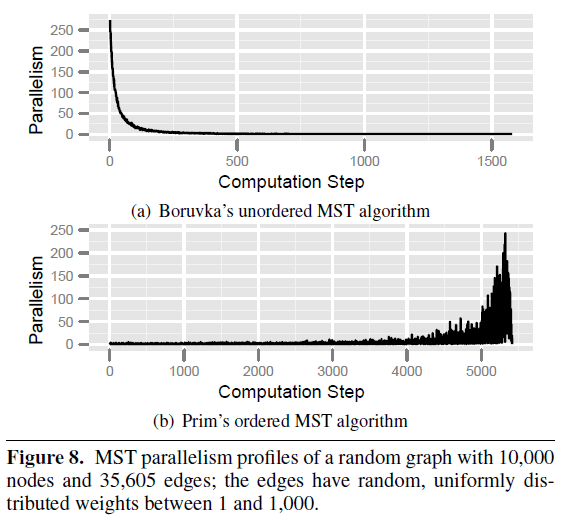 250
200
150
100
50
0
Parallelism
0 500 1000 1500
Computation Step
(a) Boruvka's unordered MST algorithm
250
200
150
100
50
0
Parallelism
0 1000 2000 3000 4000 5000
Computation Step
(b) Prim's ordered MST algorithm
Figure 8. MST parallelism profiles of a random graph with 10,000
nodes and 35,605 edges; the edges have random, uniformly dis-
tributed weights between 1 and 1,000.